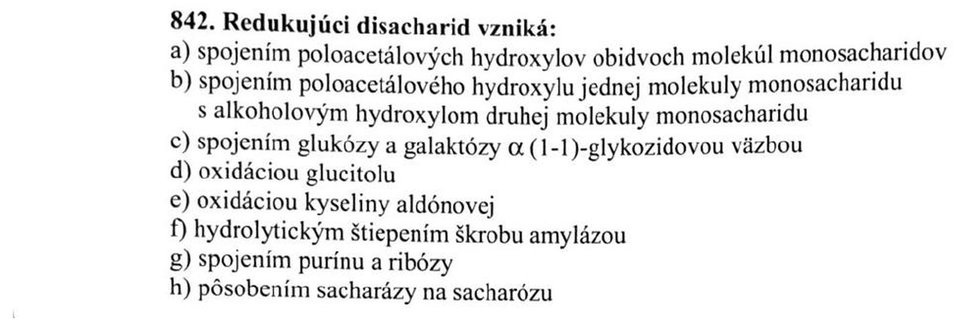 842. Redukujúci disacharid vzniká:
a) spojením poloacetálových hydroxylov obidvoch molekúl monosacharidov
b) spojením poloacetálového hydroxylu jednej molekuly monosacharidu
s alkoholovým hydroxylom druhej molekuly monosacharidu
c) spojením glukózy a galaktózy α (1-1)-glykozidovou väzbou
d) oxidáciou glucitolu
e) oxidáciou kyseliny aldónovej
f) hydrolytickým štiepením škrobu amylázou
g) spojením purínu a ribózy
h) pôsobením sacharázy na sacharózu